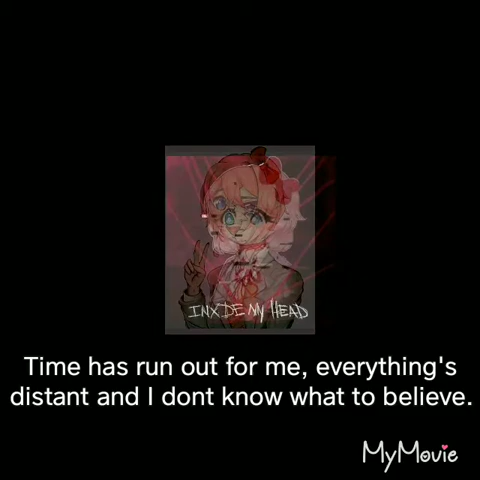 INXDE MY HEAD
Time has run out for me, everything's
distant and I dont know what to believe.
MyMovie